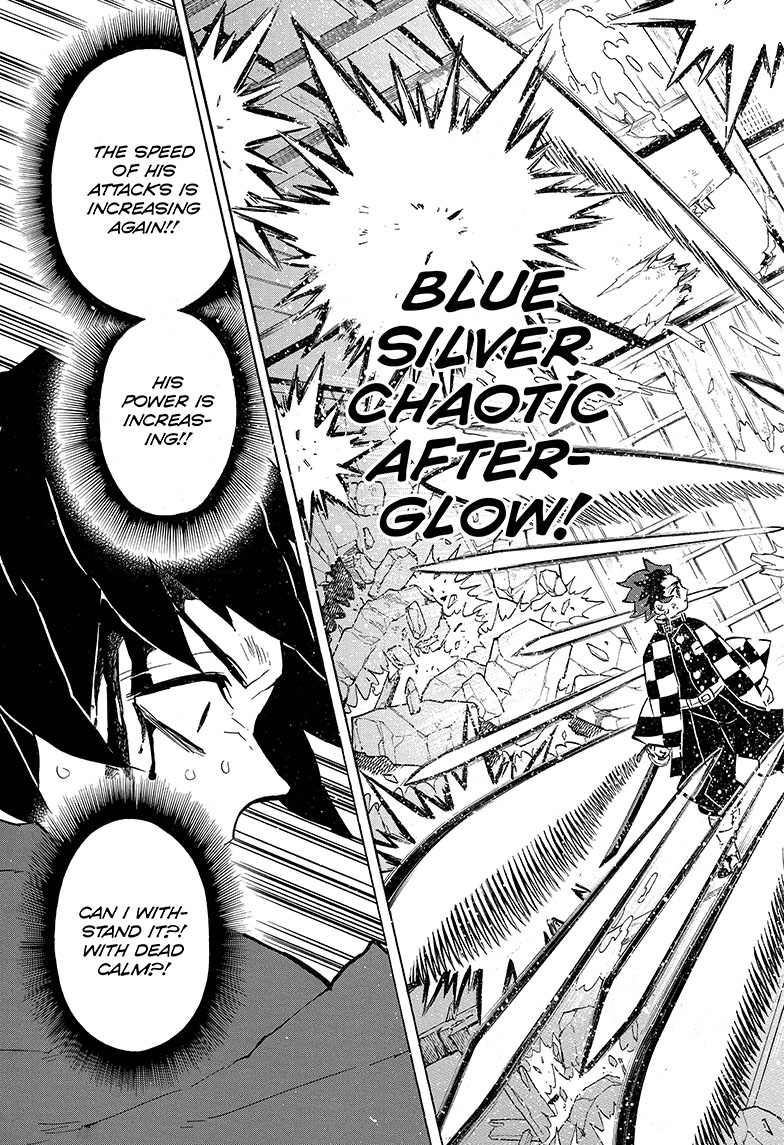 BLUE
SILVER
CHAOTIC
AFTER-
GLOW!
THE SPEED
OF HIS
ATTACKS IS
INCREASING
AGAIN!!
HIS
POWER IS
INCREAS-
ING!!
CAN I WITH-
STAND IT?!
WITH DEAD
CALM?!